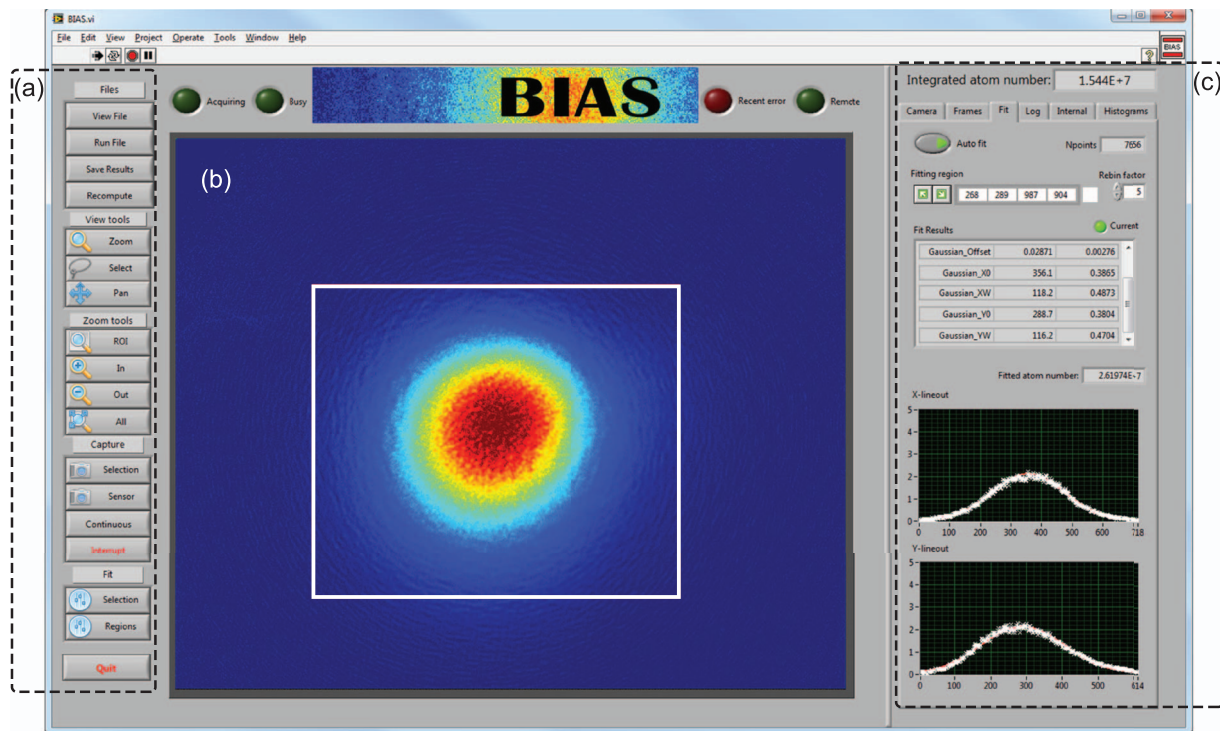 BIAS.vi
File Edit View Project Operate Tools Window Help
BIAS
(a)
Files
View File
Run File
Save Results
Recompute
View tools
Zoom
Select
Pan
Zoom tools
ROI
In
Out
All
Capture
Selection
Sensor
Continuous
Interrupt
Fit
Selection
Regions
Quit
Acquiring
Busy
BIAS
Recent error
Remote
(b)
(c)
Integrated atom number: 1.544E+7
Camera Frames Fit Log Internal Histograms
Auto fit
Npoints 7656
Fitting region
Rebin factor
268 289 987 904
5
Fit Results
Current
Gaussian_Offset 0.02871 0.00276
Gaussian_X0 356.1 0.3865
Gaussian_XW 118.2 0.4873
Gaussian_Y0 288.7 0.3804
Gaussian_YW 116.2 0.4704
Fitted atom number: 2.61974E+7
X-lineout
5
4
3
2
1
0
0 100 200 300 400 500 600 718
Y-lineout
5
4
3
2
1
0
0 100 200 300 400 500 614